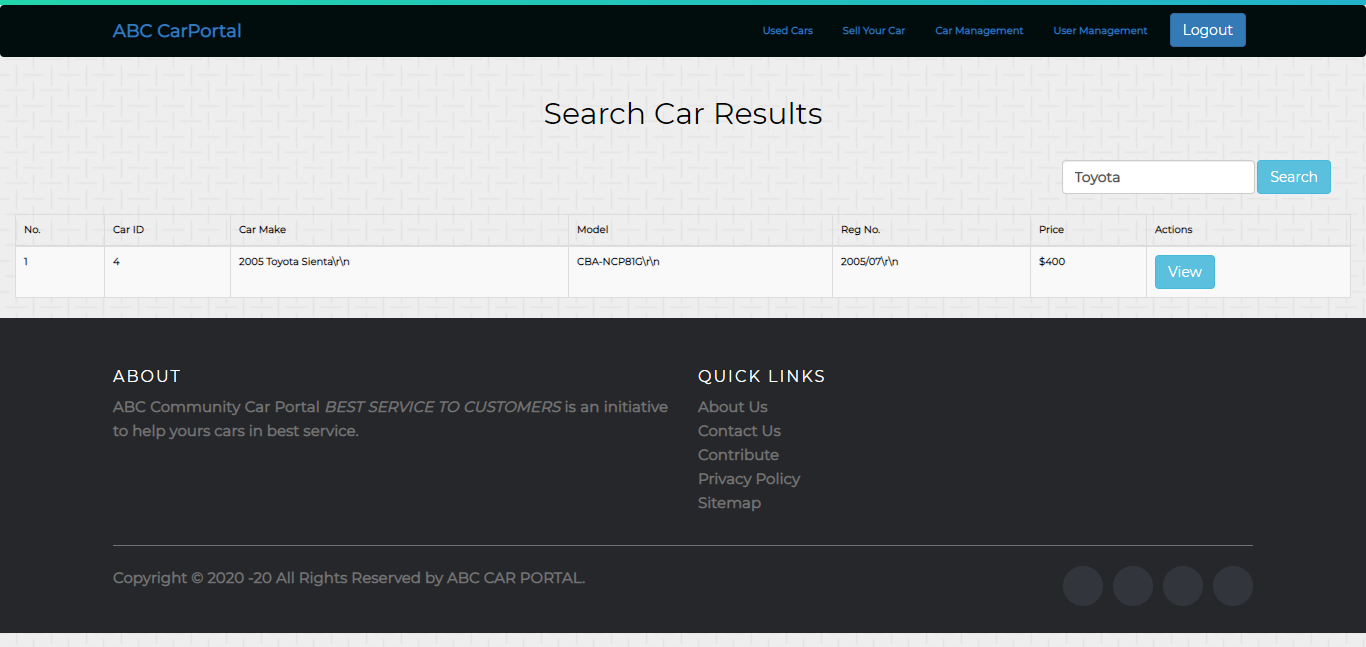 ABC CarPortal
Used Cars
Sell Your Car
Car Management
User Management
Logout
Search Car Results
Toyota
Search
No. Car ID Car Make Model Reg No. Price Actions
1 4 2005 Toyota Sienta\r\n CBA-NCP81G\r\n 2005/07\r\n $400 View
ABOUT
ABC Community Car Portal BEST SERVICE TO CUSTOMERS is an initiative
to help yours cars in best service.
QUICK LINKS
About Us
Contact Us
Contribute
Privacy Policy
Sitemap
Copyright © 2020 -20 All Rights Reserved by ABC CAR PORTAL.